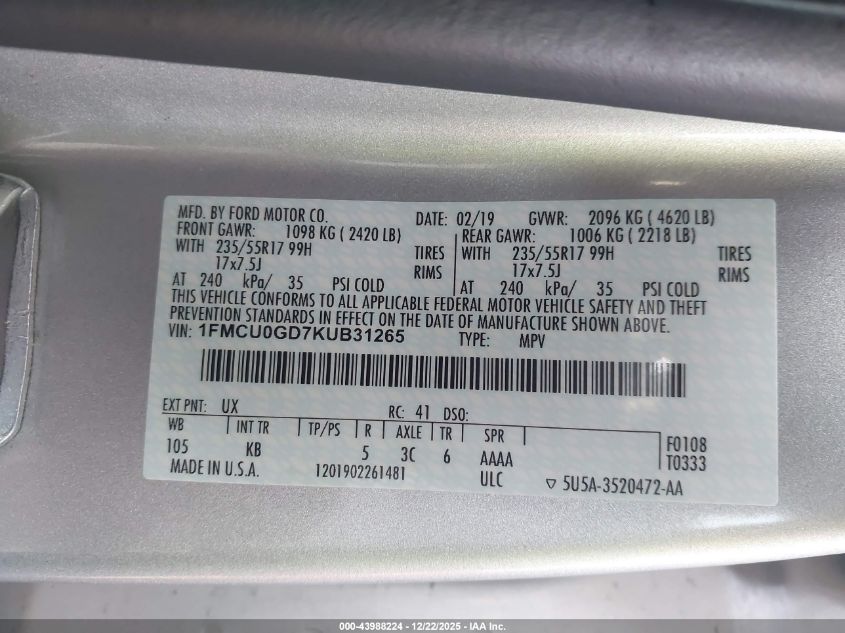 MFD. BY FORD MOTOR CO. DATE: 02/19 GVWR: 2096 KG ( 4620 LB)
FRONT GAWR: 1098 KG ( 2420 LB) REAR GAWR: 1006 KG ( 2218 LB)
WITH 235/55R17 99H TIRES WITH 235/55R17 99H TIRES
17x7.5J RIMS 17x7.5J RIMS
AT 240 kPa/ 35 PSI COLD AT 240 kPa/ 35 PSI COLD
THIS VEHICLE CONFORMS TO ALL APPLICABLE FEDERAL MOTOR VEHICLE SAFETY AND THEFT
PREVENTION STANDARDS IN EFFECT ON THE DATE OF MANUFACTURE SHOWN ABOVE.
VIN: 1FMCU0GD7KUB31265 TYPE: MPV
EXT PNT: UX RC: 41 DSO:
WB INT TR TP/PS R AXLE TR SPR F0108
105 KB 5 3C 6 AAAA T0333
MADE IN U.S.A. 1201902261481 ULC ▽ 5U5A-3520472-AA
000-43988224 - 12/22/2025 - IAA Inc.